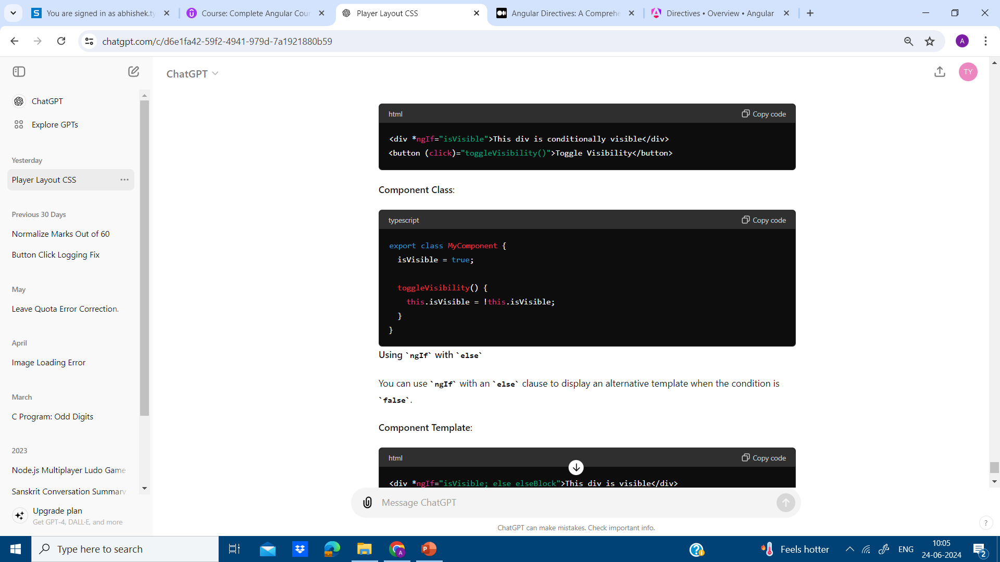 You are signed in as abhishek.ty
Course: Complete Angular Cour
Player Layout CSS
Angular Directives: A Comprehe
Directives • Overview • Angular
chatgpt.com/c/d6e1fa42-59f2-4941-979d-7a1921880b59
A
ChatGPT
TY
ChatGPT
Explore GPTs
Yesterday
Player Layout CSS
Previous 30 Days
Normalize Marks Out of 60
Button Click Logging Fix
May
Leave Quota Error Correction.
April
Image Loading Error
March
C Program: Odd Digits
2023
Node.js Multiplayer Ludo Game
Sanskrit Conversation Summary
Upgrade plan
Get GPT-4, DALL·E, and more
html
Copy code
<div *ngIf="isVisible">This div is conditionally visible</div>
<button (click)="toggleVisibility()">Toggle Visibility</button>
Component Class:
typescript
Copy code
export class MyComponent {
isVisible = true;
toggleVisibility() {
this.isVisible = !this.isVisible;
}
}
Using `ngIf` with `else`
You can use `ngIf` with an `else` clause to display an alternative template when the condition is
`false`.
Component Template:
html
Copy code
<div *ngIf="isVisible; else elseBlock">This div is visible</div>
Message ChatGPT
ChatGPT can make mistakes. Check important info.
?
Type here to search
Feels hotter
ENG
10:05
24-06-2024
2